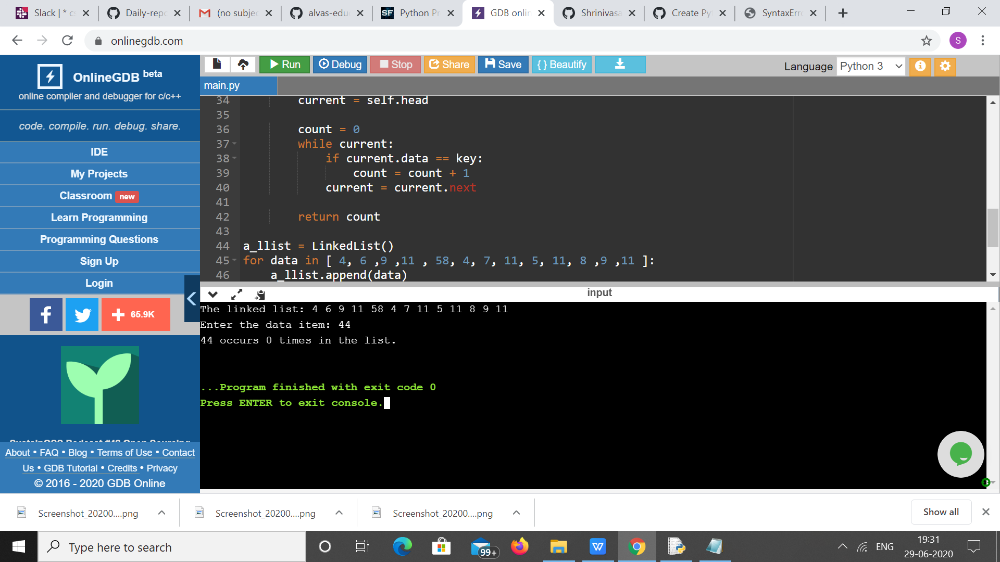 Slack | * cs
Daily-repo
(no subjec
alvas-educ
Python Pr
GDB onlin
Shrinivasa
Create Py
SyntaxErro
onlinegdb.com
S
OnlineGDB beta
online compiler and debugger for c/c++
code. compile. run. debug. share.
IDE
My Projects
Classroom new
Learn Programming
Programming Questions
Sign Up
Login
65.9K
About • FAQ • Blog • Terms of Use • Contact
Us • GDB Tutorial • Credits • Privacy
© 2016 - 2020 GDB Online
Run
Debug
Stop
Share
Save
{ } Beautify
Language Python 3
main.py
34 current = self.head
35
36 count = 0
37 while current:
38 if current.data == key:
39 count = count + 1
40 current = current.next
41
42 return count
43
44 a_llist = LinkedList()
45 for data in [ 4, 6 ,9 ,11 , 58, 4, 7, 11, 5, 11, 8 ,9 ,11 ]:
46 a_llist.append(data)
input
The linked list: 4 6 9 11 58 4 7 11 5 11 8 9 11
Enter the data item: 44
44 occurs 0 times in the list.
...Program finished with exit code 0
Press ENTER to exit console.
Screenshot_20200....png
Screenshot_20200....png
Screenshot_20200....png
Show all
Type here to search
99+
ENG
19:31
29-06-2020